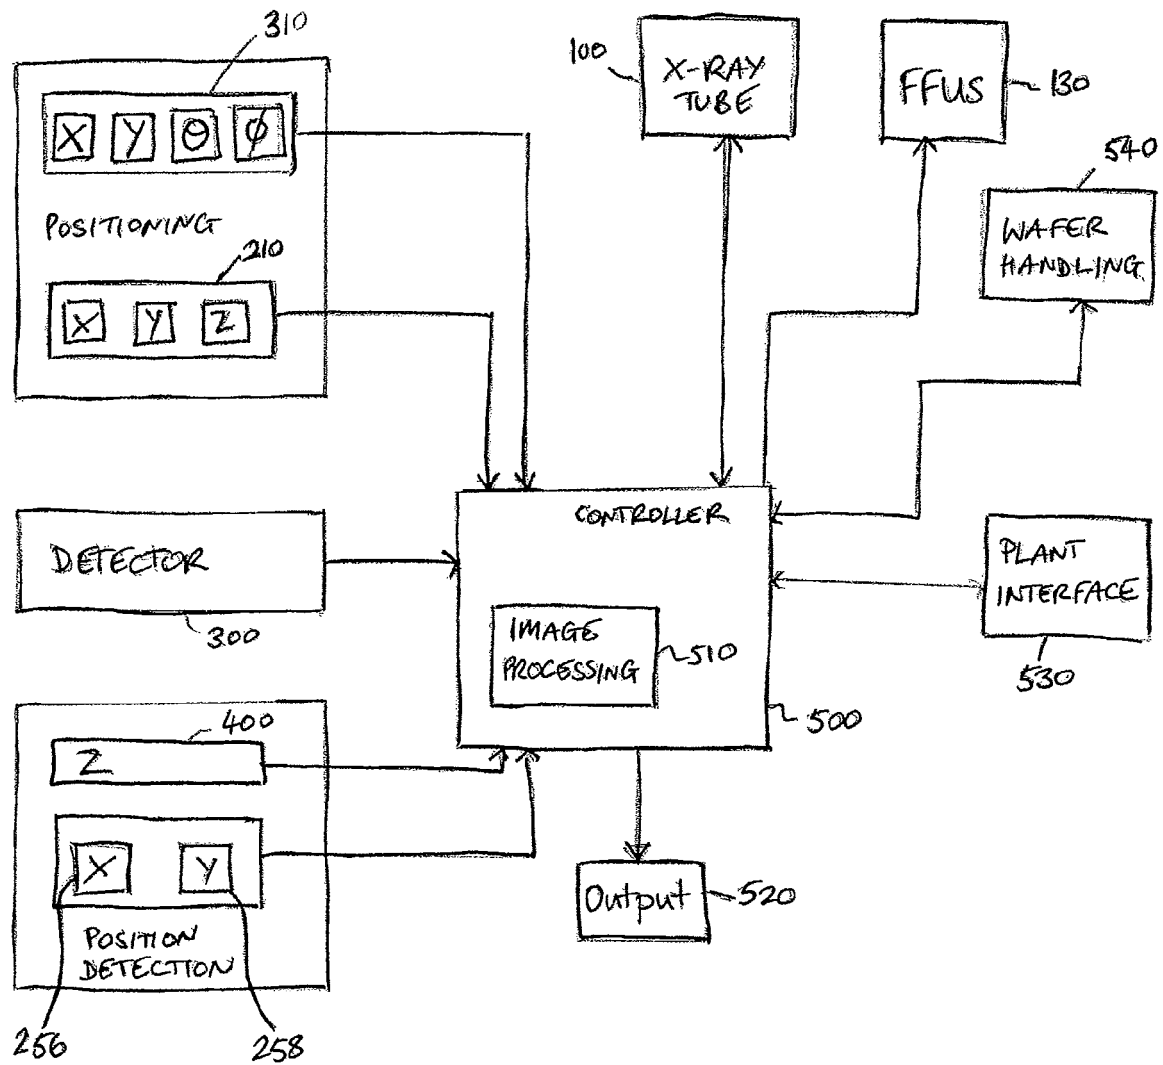 310
X Y θ φ
POSITIONING
210
X Y Z
100
X-RAY
TUBE
FFUS
130
540
WAFER
HANDLING
DETECTOR
300
CONTROLLER
IMAGE
PROCESSING
510
500
PLANT
INTERFACE
530
400
Z
X Y
POSITION
DETECTION
256
258
Output
520